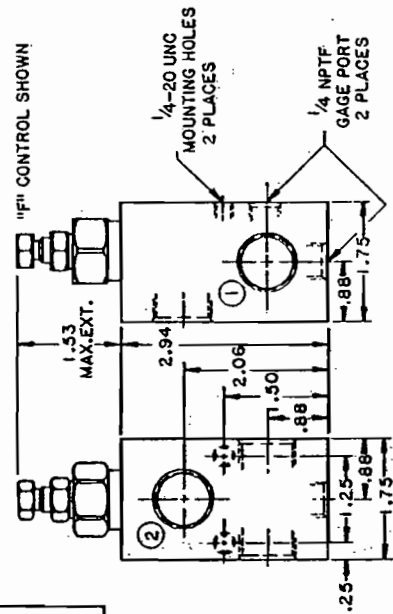 "F" CONTROL SHOWN
1/4-20 UNC
MOUNTING HOLES
2 PLACES
1/4 NPTF
GAGE PORT
2 PLACES
1.53
MAX.EXT.
2.94
2.06
.50
.88
1
.88
1.75
2
.25
1.25
.88
1.75